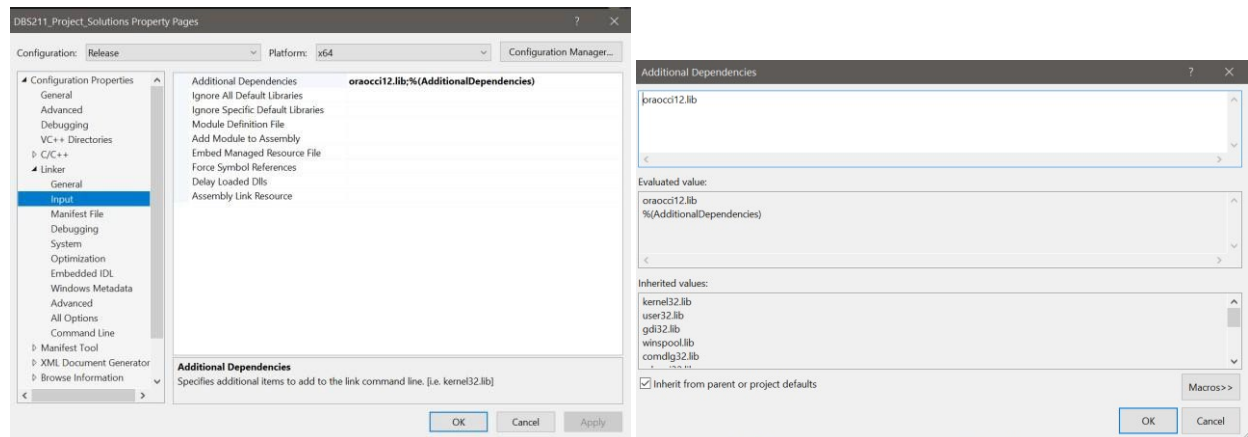 DBS211_Project_Solutions Property Pages
Configuration: Release Platform: x64 Configuration Manager...
Configuration Properties
General
Advanced
Debugging
VC++ Directories
C/C++
Linker
General
Input
Manifest File
Debugging
System
Optimization
Embedded IDL
Windows Metadata
Advanced
All Options
Command Line
Manifest Tool
XML Document Generator
Browse Information
Additional Dependencies oraocci12.lib;%(AdditionalDependencies)
Ignore All Default Libraries
Ignore Specific Default Libraries
Module Definition File
Add Module to Assembly
Embed Managed Resource File
Force Symbol References
Delay Loaded Dlls
Assembly Link Resource
Additional Dependencies
Specifies additional items to add to the link command line. [i.e. kernel32.lib]
OK Cancel Apply
Additional Dependencies
oraocci12.lib
Evaluated value:
oraocci12.lib
%(AdditionalDependencies)
Inherited values:
kernel32.lib
user32.lib
gdi32.lib
winspool.lib
comdlg32.lib
Inherit from parent or project defaults
Macros>>
OK Cancel